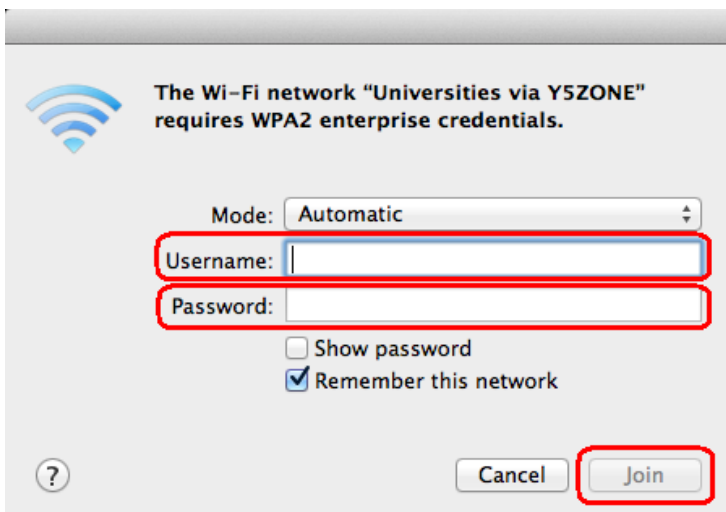 The Wi-Fi network “Universities via Y5ZONE”
requires WPA2 enterprise credentials.
Mode: Automatic
Username:
Password:
Show password
Remember this network
? Cancel Join